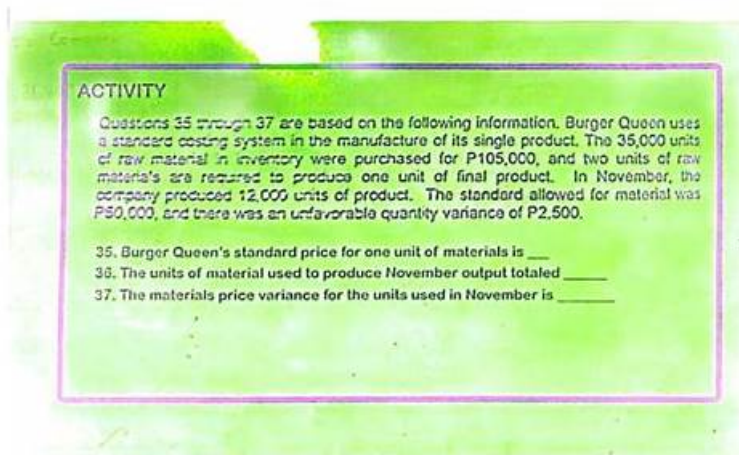 ACTIVITY
Questions 35 through 37 are based on the following information. Burger Queen uses
a standard costing system in the manufacture of its single product. The 35,000 units
of raw material in inventory were purchased for P105,000, and two units of raw
materials are required to produce one unit of final product. In November, the
company produced 12,000 units of product. The standard allowed for material was
P60,000, and there was an unfavorable quantity variance of P2,500.
35. Burger Queen's standard price for one unit of materials is __
36. The units of material used to produce November output totaled _____
37. The materials price variance for the units used in November is ______